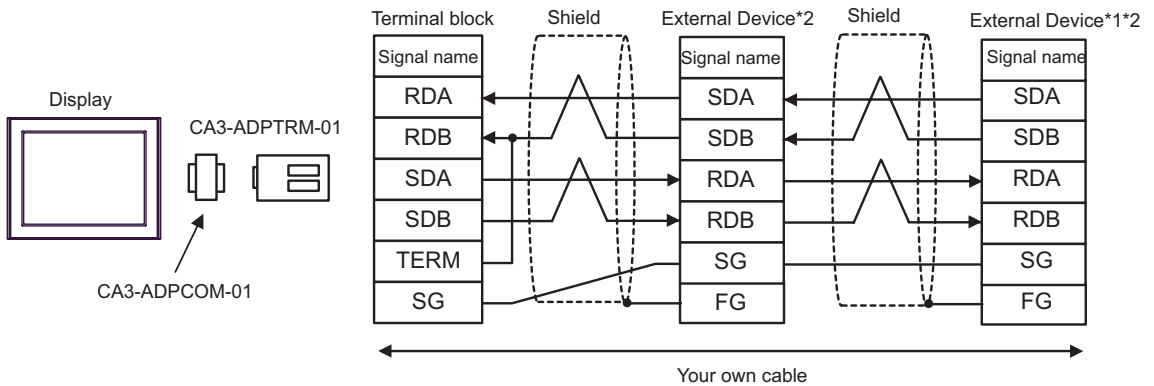 Display
CA3-ADPTRM-01
CA3-ADPCOM-01
Terminal block
Signal name
RDA
RDB
SDA
SDB
TERM
SG
Shield
External Device*2
Signal name
SDA
SDB
RDA
RDB
SG
FG
Shield
External Device*1*2
Signal name
SDA
SDB
RDA
RDB
SG
FG
Your own cable